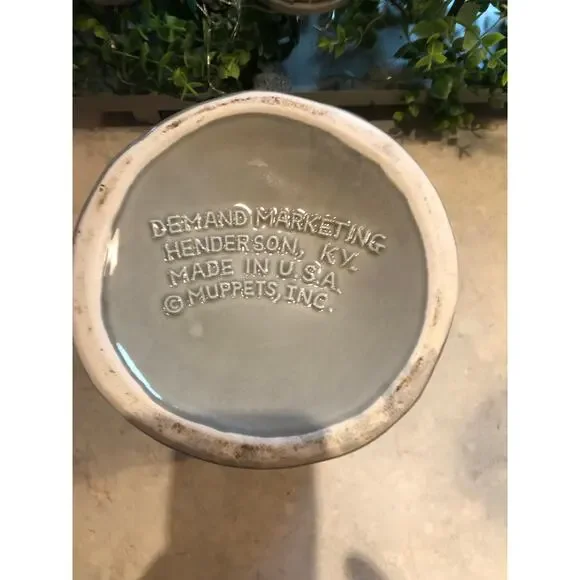 DEMAND MARKETING
HENDERSON, KY.
MADE IN U.S.A.
© MUPPETS, INC.